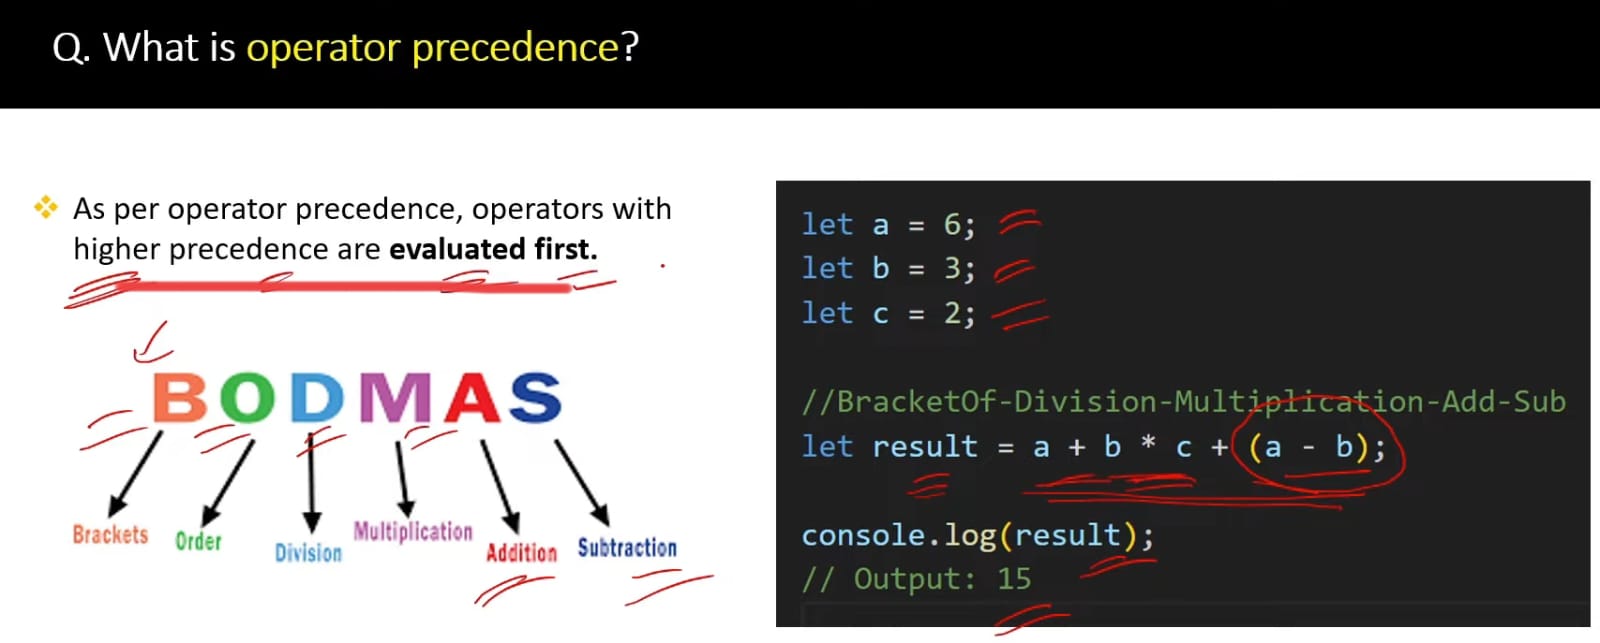 Q. What is operator precedence?
As per operator precedence, operators with
higher precedence are evaluated first.
BODMAS
Brackets
Order
Division
Multiplication
Addition
Subtraction
let a = 6;
let b = 3;
let c = 2;
//BracketOf-Division-Multiplication-Add-Sub
let result = a + b * c + (a - b);
console.log(result);
// Output: 15